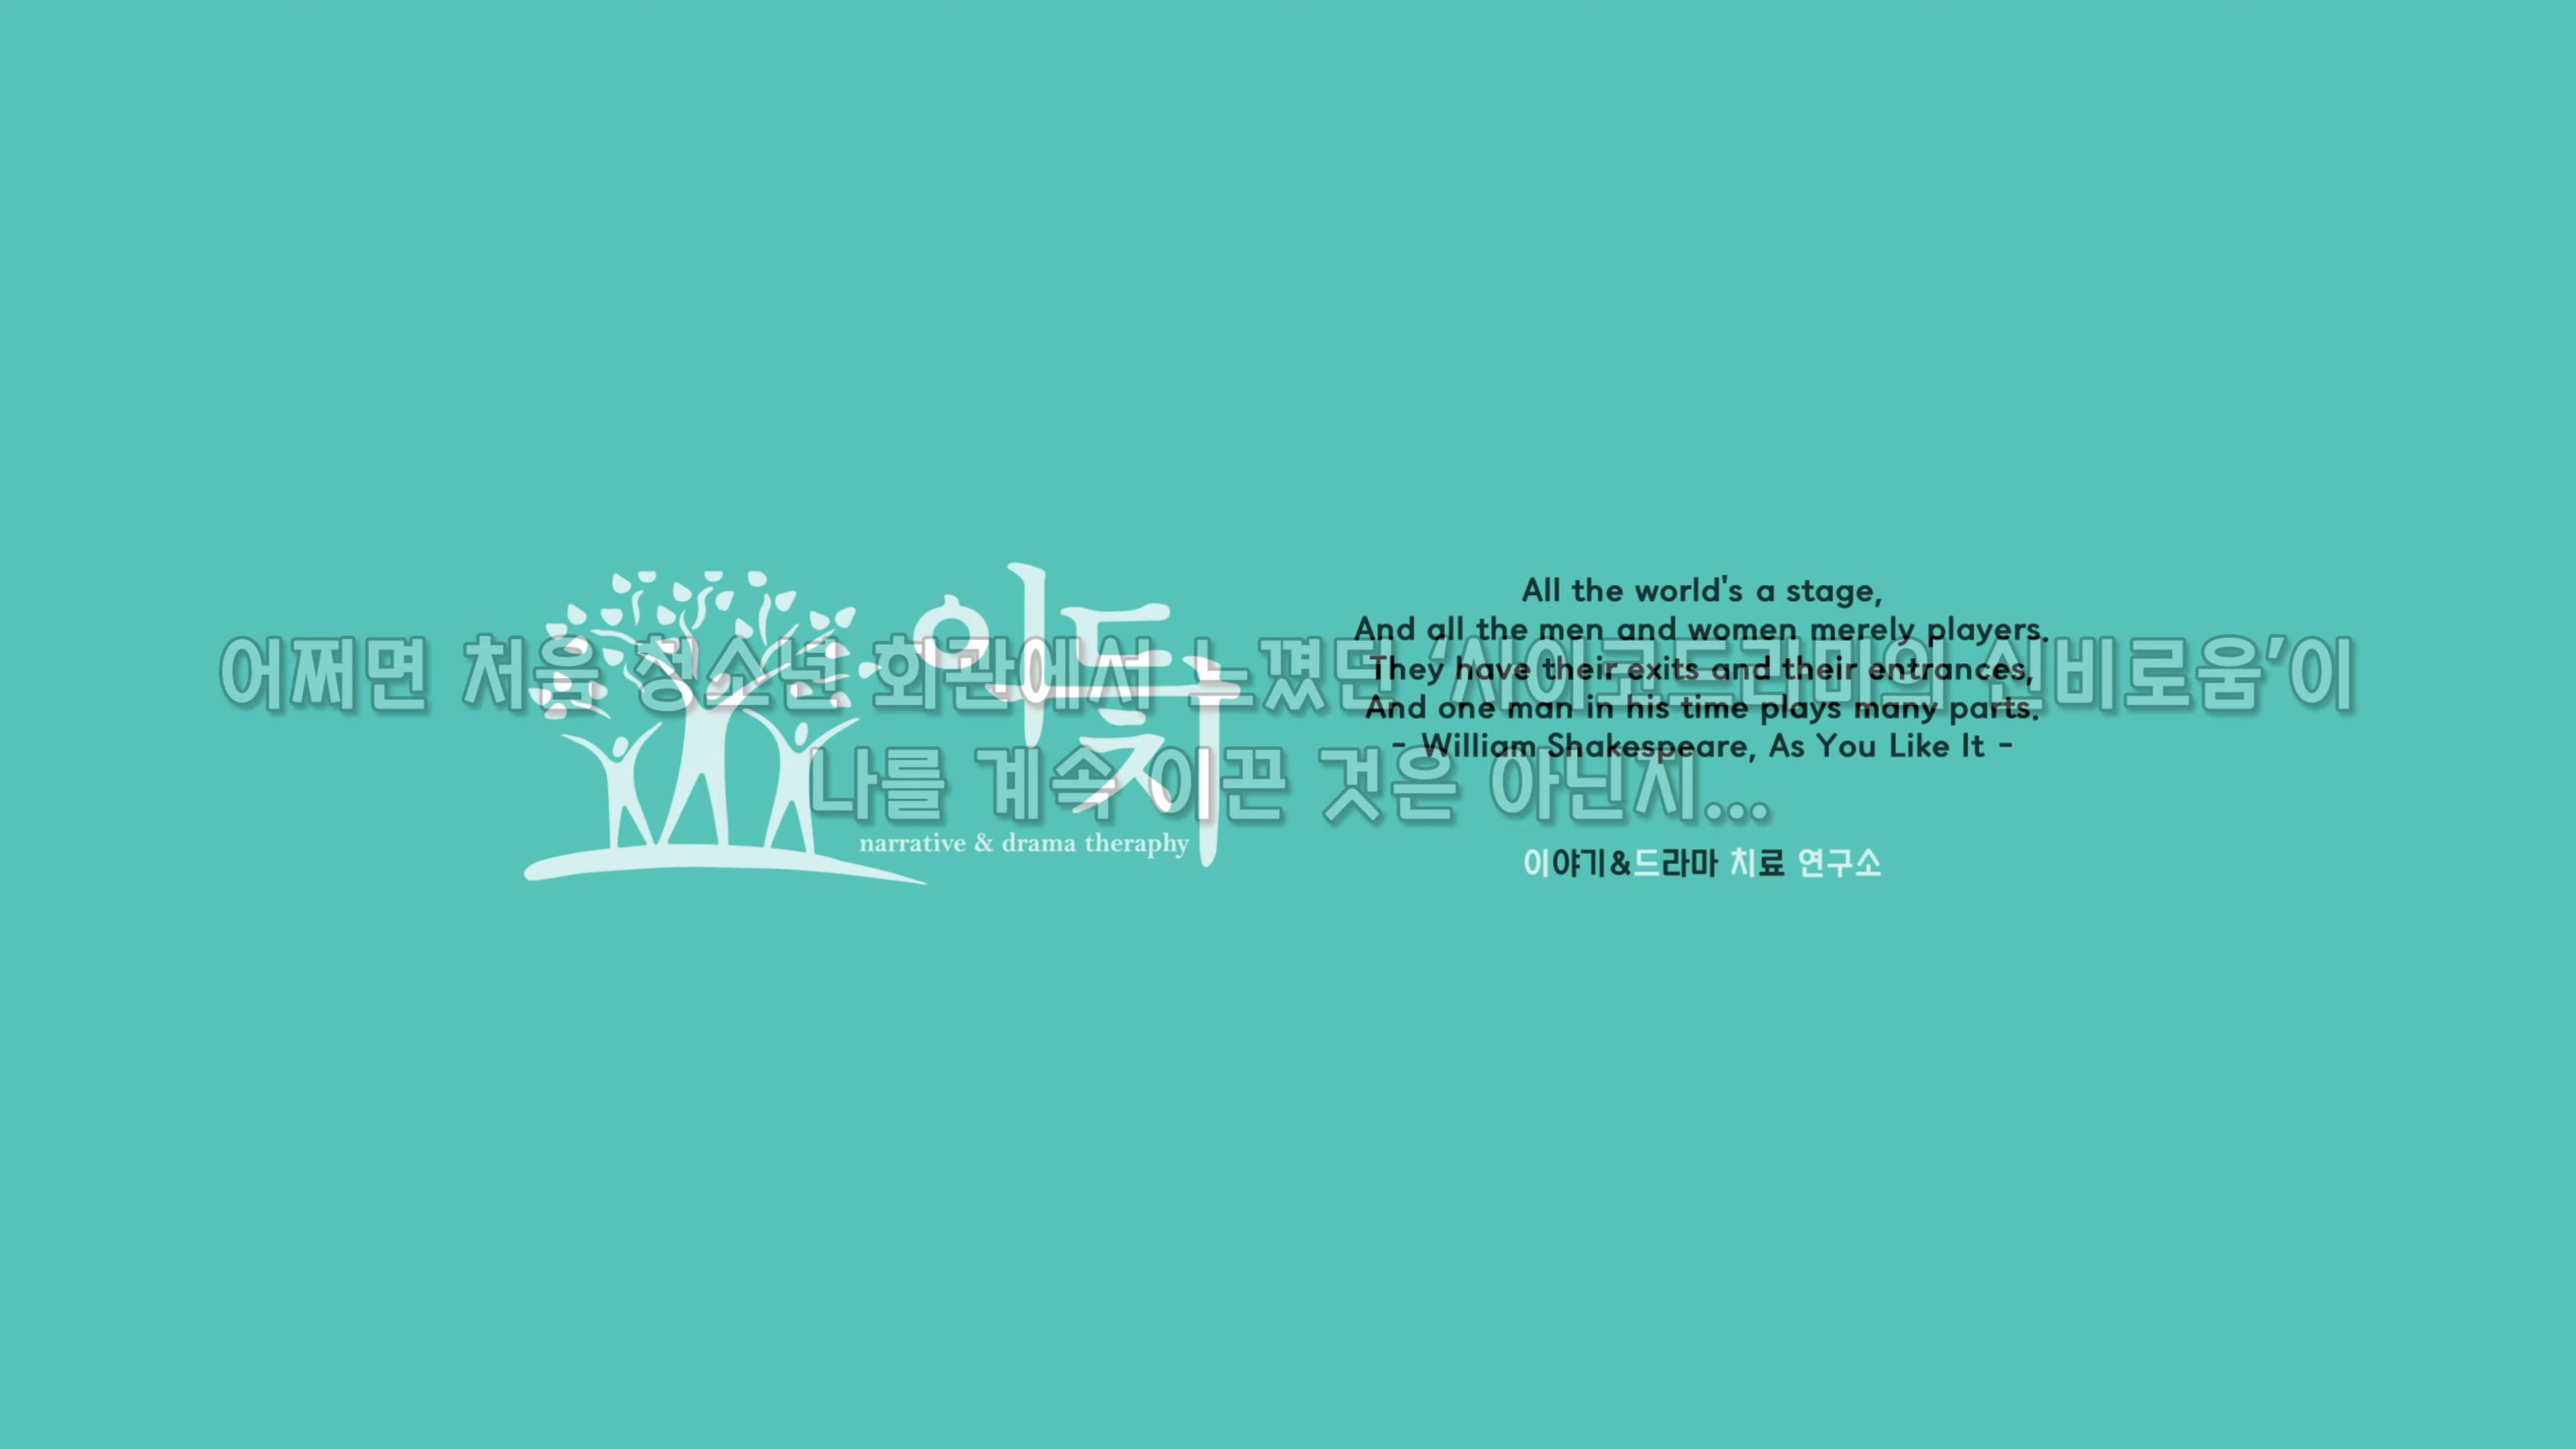 이드치
narrative & drama theraphy
All the world's a stage,
And all the men and women merely players.
They have their exits and their entrances,
And one man in his time plays many parts.
- William Shakespeare, As You Like It -
이야기&드라마 치료 연구소
어쩌면 처음 청소년 회관에서 느꼈던 ‘사이코드라마의 신비로움’이
나를 계속 이끈 것은 아닌지...